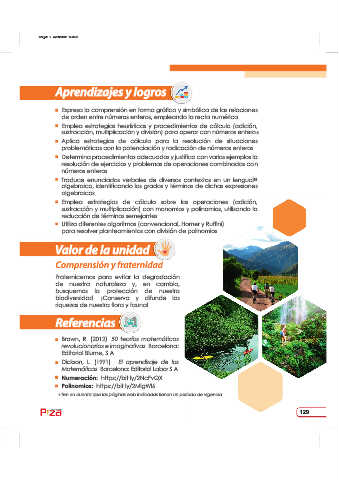 Aprendizajes y logros
Expresa la comprensión en forma gráfica y simbólica de las relaciones
de orden entre números enteros, empleando la recta numérica
Emplea estrategias heurísticas y procedimientos de cálculo (adición,
sustracción, multiplicación y división) para operar con números enteros
Aplica estrategias de cálculo para la resolución de situaciones
problemáticas con la potenciación y radicación de números enteros
Determina procedimientos adecuados y justifica con varios ejemplos la
resolución de ejercicios y problemas de operaciones combinadas con
números enteros
Traduce enunciados verbales de diversos contextos en un lenguaje
algebraico, identificando los grados y términos de dichas expresiones
algebraicas
Emplea estrategias de cálculo sobre las operaciones (adición,
sustracción y multiplicación) con monomios y polinomios, utilizando la
reducción de términos semejantes
Utiliza diferentes algoritmos (convencional, Horner y Ruffini)
para resolver planteamientos con división de polinomios
Valor de la unidad
Comprensión y fraternidad
Fraternicemos para evitar la degradación
de nuestra naturaleza y, en cambio,
busquemos la protección de nuestra
biodiversidad ¡Conserva y difunde las
riquezas de nuestra flora y fauna!
Referencias
Brown, R. (2013) 50 teorías matemáticas
revolucionarias e imaginativas Barcelona:
Editorial Blume, S A
Dickson, L. (1991) El aprendizaje de las
Matemáticas Barcelona: Editorial Labor S A
Numeración: https://bit.ly/2NcFvQX
Polinomios:
129